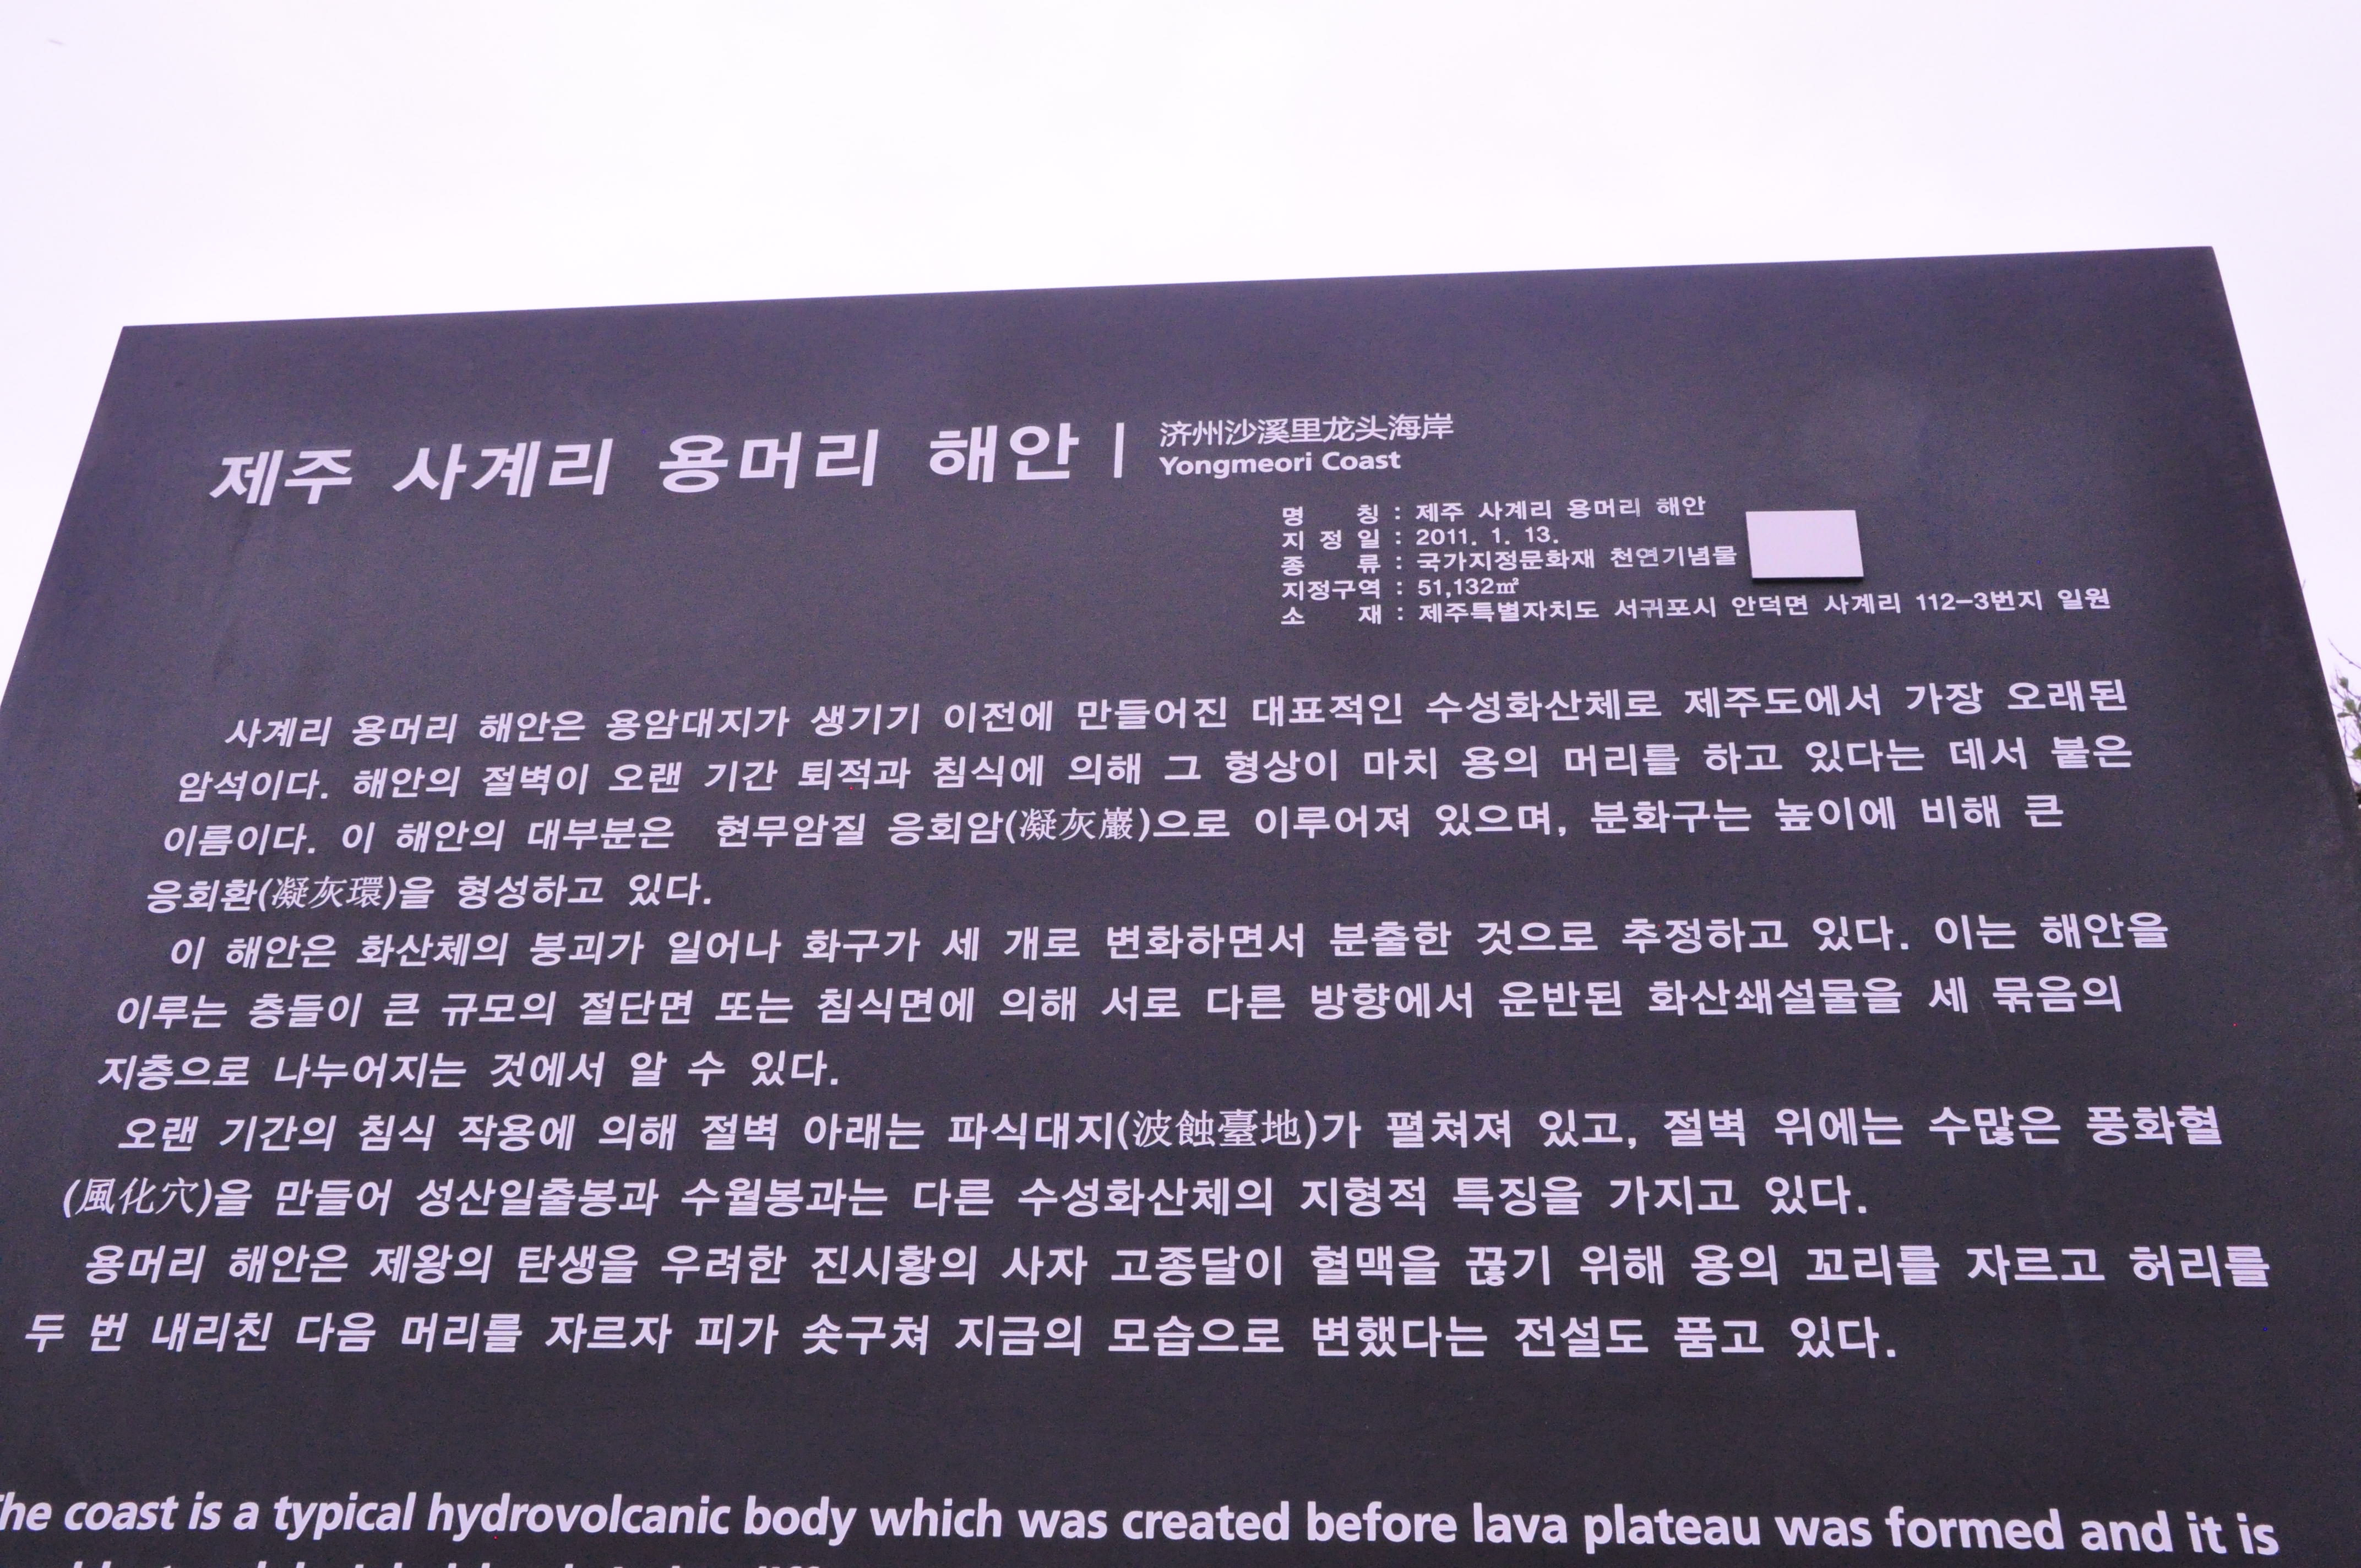 제주 사계리 용머리 해안 | 济州沙溪里龙头海岸
Yongmeori Coast
명 칭 : 제주 사계리 용머리 해안
지 정 일 : 2011. 1. 13.
종 류 : 국가지정문화재 천연기념물
지정구역 : 51,132㎡
소 재 : 제주특별자치도 서귀포시 안덕면 사계리 112-3번지 일원
사계리 용머리 해안은 용암대지가 생기기 이전에 만들어진 대표적인 수성화산체로 제주도에서 가장 오래된
암석이다. 해안의 절벽이 오랜 기간 퇴적과 침식에 의해 그 형상이 마치 용의 머리를 하고 있다는 데서 붙은
이름이다. 이 해안의 대부분은 현무암질 응회암(凝灰巖)으로 이루어져 있으며, 분화구는 높이에 비해 큰
응회환(凝灰環)을 형성하고 있다.
이 해안은 화산체의 붕괴가 일어나 화구가 세 개로 변화하면서 분출한 것으로 추정하고 있다. 이는 해안을
이루는 층들이 큰 규모의 절단면 또는 침식면에 의해 서로 다른 방향에서 운반된 화산쇄설물을 세 묶음의
지층으로 나누어지는 것에서 알 수 있다.
오랜 기간의 침식 작용에 의해 절벽 아래는 파식대지(波蝕臺地)가 펼쳐져 있고, 절벽 위에는 수많은 풍화혈
(風化穴)을 만들어 성산일출봉과 수월봉과는 다른 수성화산체의 지형적 특징을 가지고 있다.
용머리 해안은 제왕의 탄생을 우려한 진시황의 사자 고종달이 혈맥을 끊기 위해 용의 꼬리를 자르고 허리를
두 번 내리친 다음 머리를 자르자 피가 솟구쳐 지금의 모습으로 변했다는 전설도 품고 있다.
The coast is a typical hydrovolcanic body which was created before lava plateau was formed and it is